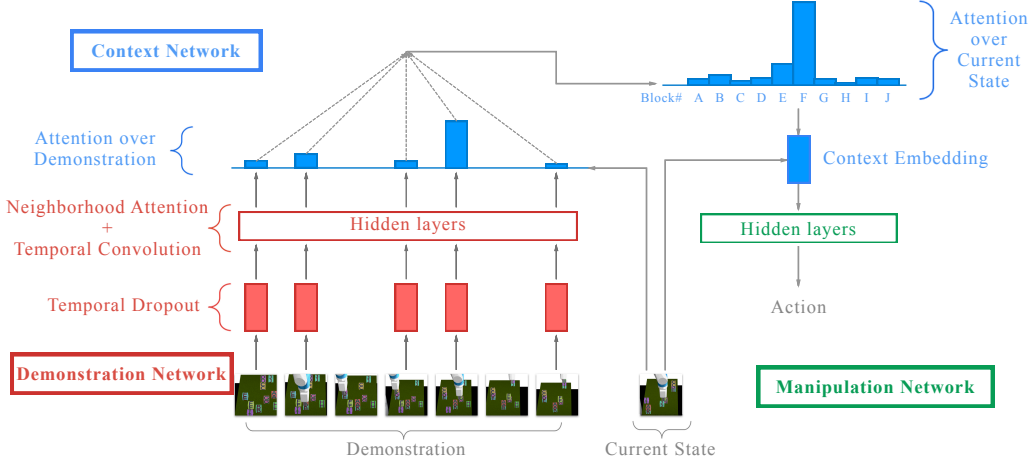 Context Network
Attention over
Demonstration
Neighborhood Attention
+
Temporal Convolution
Hidden layers
Temporal Dropout
Demonstration Network
Demonstration
Current State
Block# A B C D E F G H I J
Attention
over
Current
State
Context Embedding
Hidden layers
Action
Manipulation Network